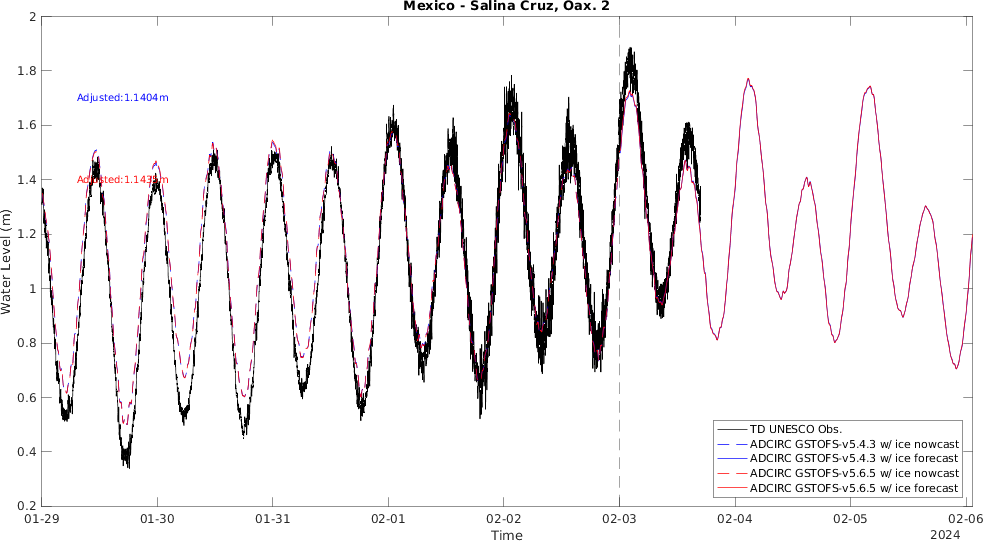 Mexico - Salina Cruz, Oax. 2
2
1.8
1.6
1.4
1.2
1
0.8
0.6
0.4
0.2
Water Level (m)
Adjusted:1.1404m
TD UNESCO Obs.
ADCIRC GSTOFS-v5.4.3 w/ ice nowcast
ADCIRC GSTOFS-v5.4.3 w/ ice forecast
ADCIRC GSTOFS-v5.6.5 w/ ice nowcast
ADCIRC GSTOFS-v5.6.5 w/ ice forecast
01-29 01-30 01-31 02-01 02-02 02-03 02-04 02-05 02-06
Time
2024